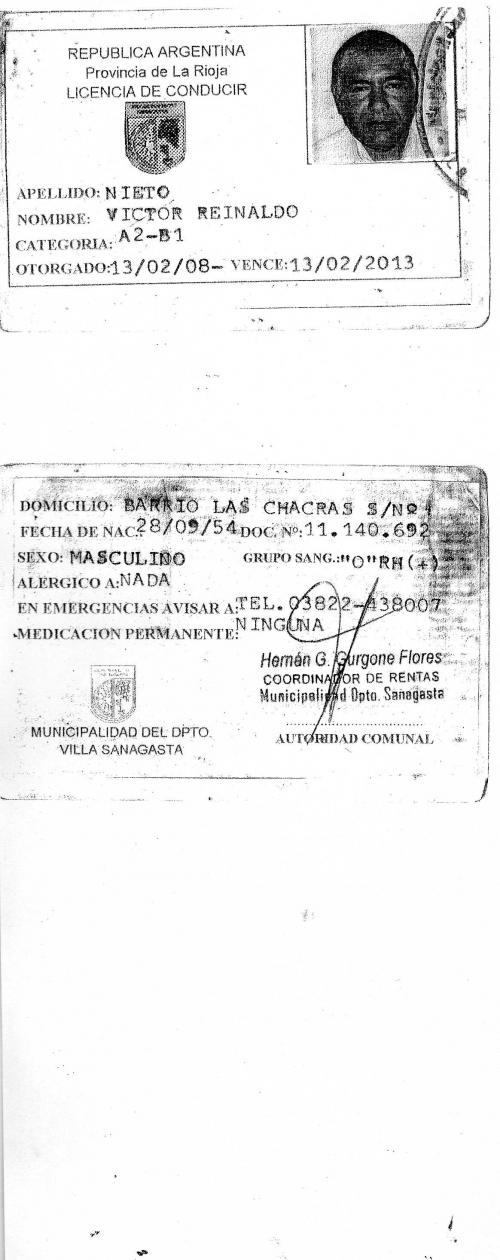 REPUBLICA ARGENTINA
Provincia de La Rioja
LICENCIA DE CONDUCIR
APELLIDO: NIETO
NOMBRE: VICTOR REINALDO
CATEGORIA: A2-B1
OTORGADO:13/02/08- VENCE:13/02/2013
DOMICILIO: BARRIO LAS CHACRAS S/Nº
FECHA DE NAC.:28/09/54 DOC. Nº:11.140.692
SEXO: MASCULINO GRUPO SANG.:"O"RH(+)
ALERGICO A:NADA
EN EMERGENCIAS AVISAR A:TEL.03822-438007
MEDICACION PERMANENTE:NINGUNA
Hernán G. Gurgone Flores
COORDINADOR DE RENTAS
Municipalidad Dpto. Sanagasta
MUNICIPALIDAD DEL DPTO.
VILLA SANAGASTA
AUTORIDAD COMUNAL